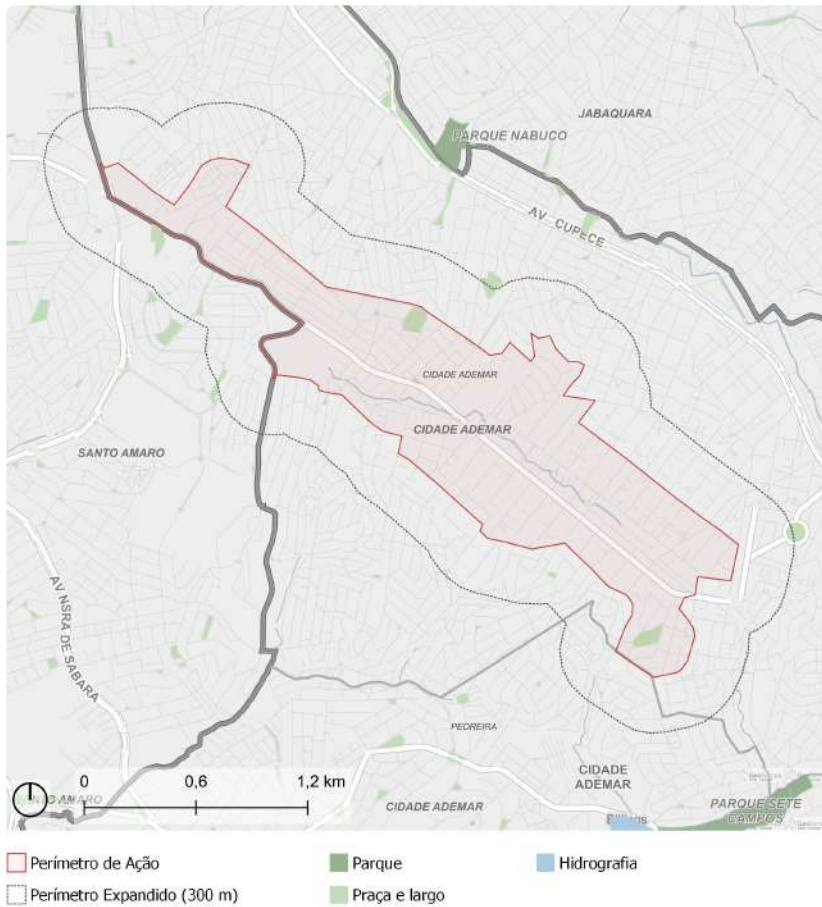 JABAQUARA
PARQUE NABUCO
AV CUPECE
CIDADE ADEMAR
CIDADE ADEMAR
SANTO AMARO
AV NSRA DE SABARA
PEDREIRA
CIDADE
ADEMAR
0 0,6 1,2 km
CIDADE ADEMAR
PARQUE SETE
CAMPOS
Perímetro de Ação
Parque
Hidrografia
Perímetro Expandido (300 m)
Praça e largo